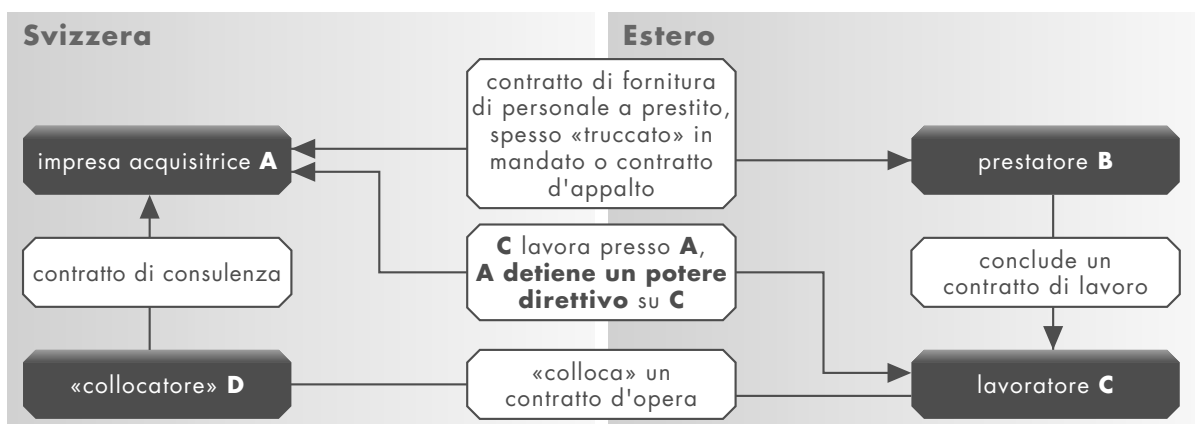 Svizzera
Estero
contratto di fornitura
di personale a prestito,
spesso «truccato» in
mandato o contratto
d'appalto
impresa acquisitrice A
prestatore B
C lavora presso A,
A detiene un potere
direttivo su C
contratto di consulenza
conclude un
contratto di lavoro
«collocatore» D
«colloca» un
contratto d'opera
lavoratore C